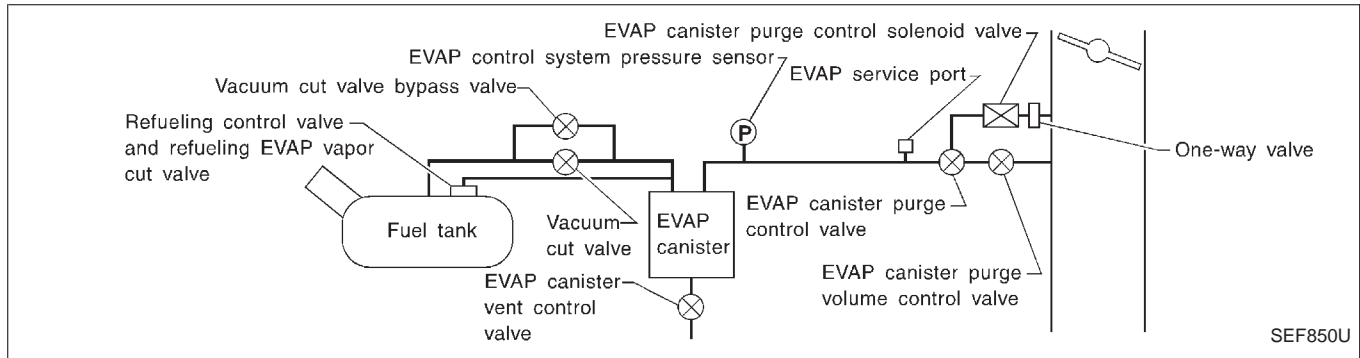 EVAP canister purge control solenoid valve
EVAP control system pressure sensor
EVAP service port
Vacuum cut valve bypass valve
Refueling control valve
and refueling EVAP vapor
cut valve
P
One-way valve
Fuel tank
Vacuum
cut valve
EVAP
canister
EVAP canister purge
control valve
EVAP canister
vent control
valve
EVAP canister purge
volume control valve
SEF850U